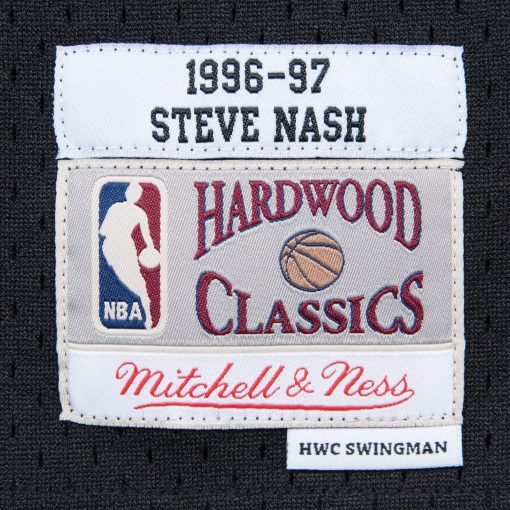 1996-97
STEVE NASH
HARDWOOD
CLASSICS
NBA
Mitchell & Ness
HWC SWINGMAN